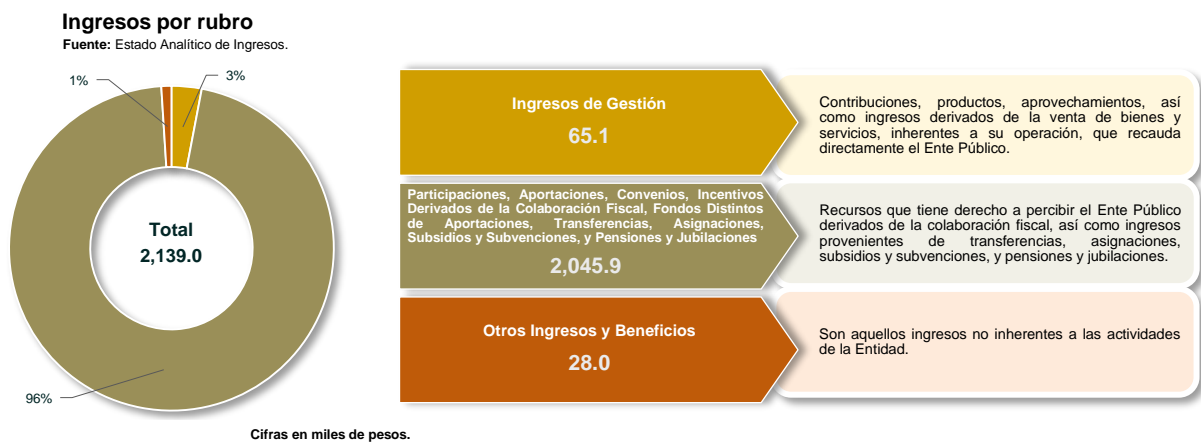 Ingresos por rubro
Fuente: Estado Analítico de Ingresos.
1%
3%
Total
2,139.0
96%
Ingresos de Gestión
65.1
Contribuciones, productos, aprovechamientos, así
como ingresos derivados de la venta de bienes y
servicios, inherentes a su operación, que recauda
directamente el Ente Público.
Participaciones, Aportaciones, Convenios, Incentivos
Derivados de la Colaboración Fiscal, Fondos Distintos
de Aportaciones, Transferencias, Asignaciones,
Subsidios y Subvenciones, y Pensiones y Jubilaciones
2,045.9
Recursos que tiene derecho a percibir el Ente Público
derivados de la colaboración fiscal, así como ingresos
provenientes de transferencias, asignaciones,
subsidios y subvenciones, y pensiones y jubilaciones.
Otros Ingresos y Beneficios
28.0
Son aquellos ingresos no inherentes a las actividades
de la Entidad.
Cifras en miles de pesos.